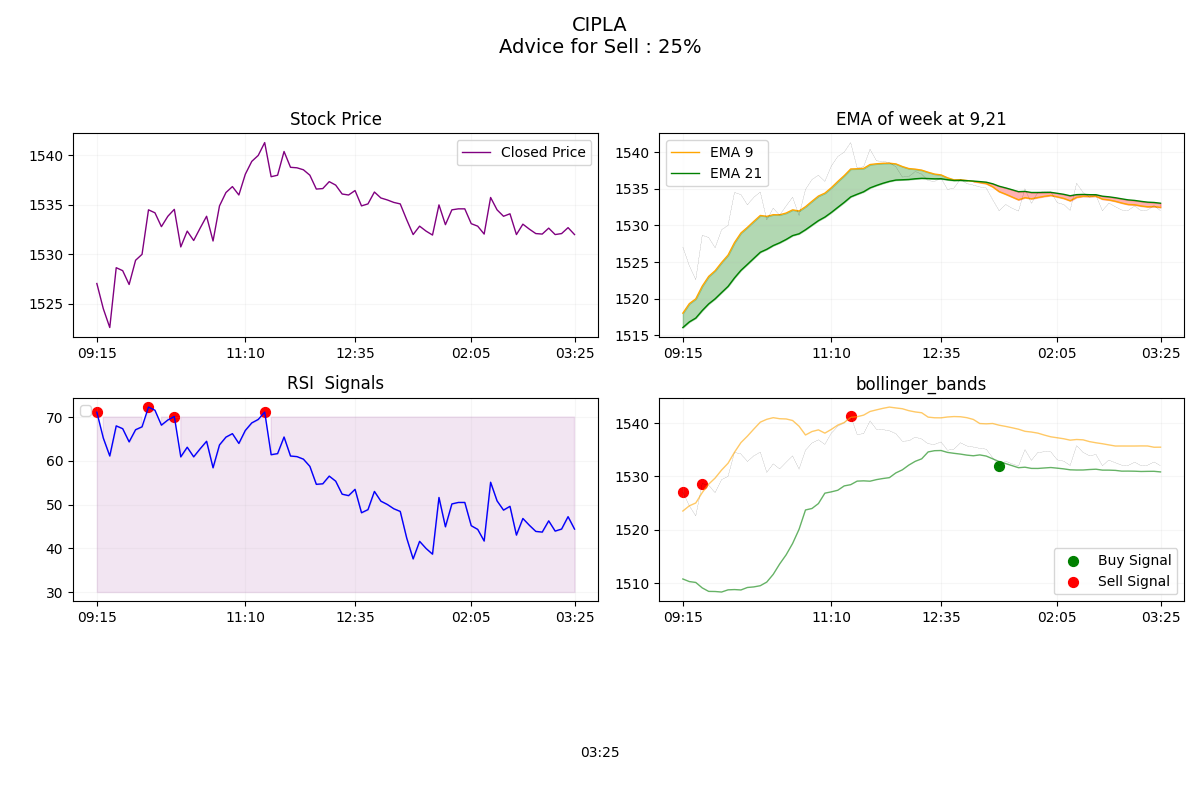 CIPLA
Advice for Sell : 25%
Stock Price
1540
1535
1530
1525
Closed Price
09:15 11:10 12:35 02:05 03:25
EMA of week at 9,21
1540
1535
1530
1525
1520
1515
EMA 9
EMA 21
09:15 11:10 12:35 02:05 03:25
RSI  Signals
70
60
50
40
30
09:15 11:10 12:35 02:05 03:25
bollinger_bands
1540
1530
1520
1510
Buy Signal
Sell Signal
09:15 11:10 12:35 02:05 03:25
03:25